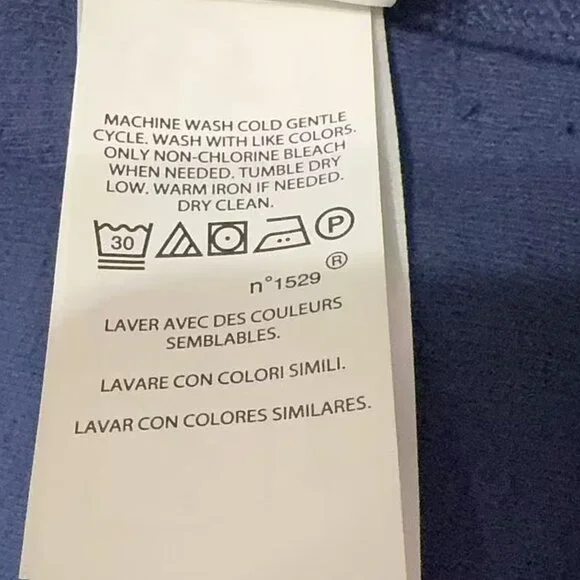 MACHINE WASH COLD GENTLE
CYCLE. WASH WITH LIKE COLORS.
ONLY NON-CHLORINE BLEACH
WHEN NEEDED. TUMBLE DRY
LOW. WARM IRON IF NEEDED.
DRY CLEAN.
30 P
®
n°1529
LAVER AVEC DES COULEURS
SEMBLABLES.
LAVARE CON COLORI SIMILI.
LAVAR CON COLORES SIMILARES.